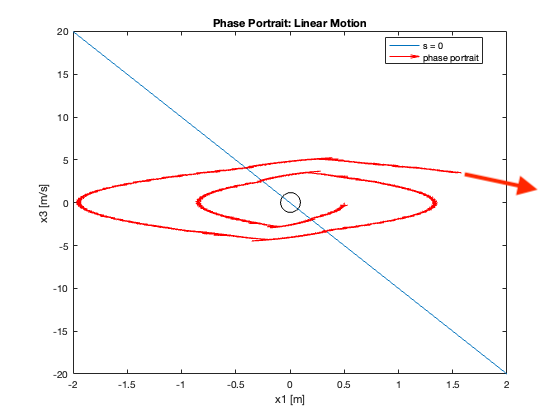 Phase Portrait: Linear Motion
s = 0
phase portrait
20
15
10
5
0
-5
-10
-15
-20
x3 [m/s]
-2 -1.5 -1 -0.5 0 0.5 1 1.5 2
x1 [m]